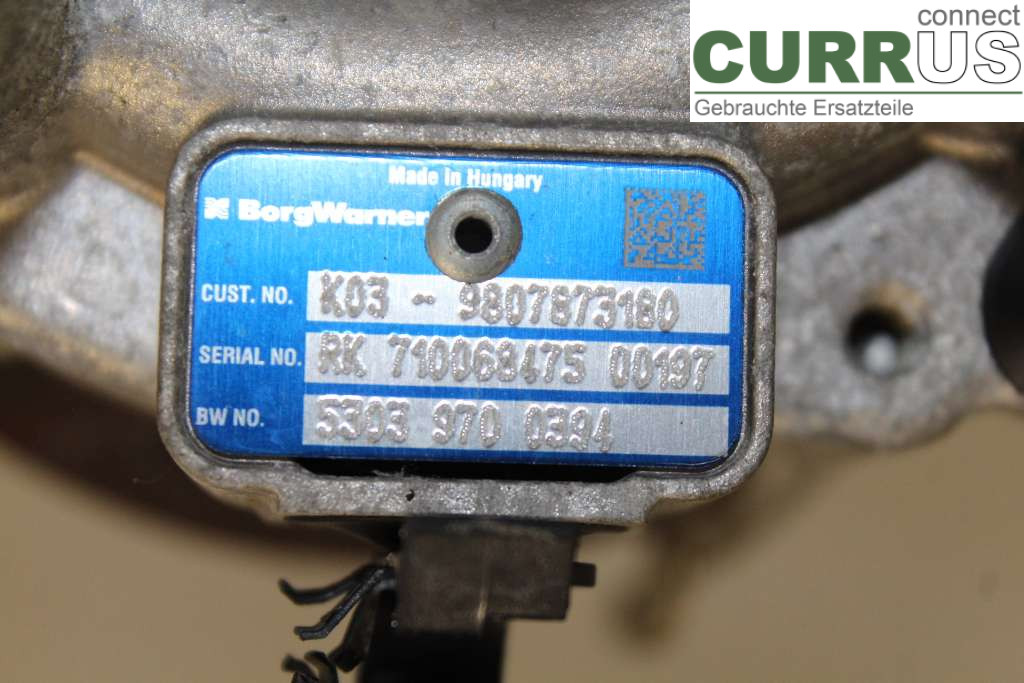 connect
CURRUS
Gebrauchte Ersatzteile
Made in Hungary
BorgWarner
CUST. NO. K03 - 9807873180
SERIAL NO. RK 710068475 00197
BW NO. 5303 970 0394